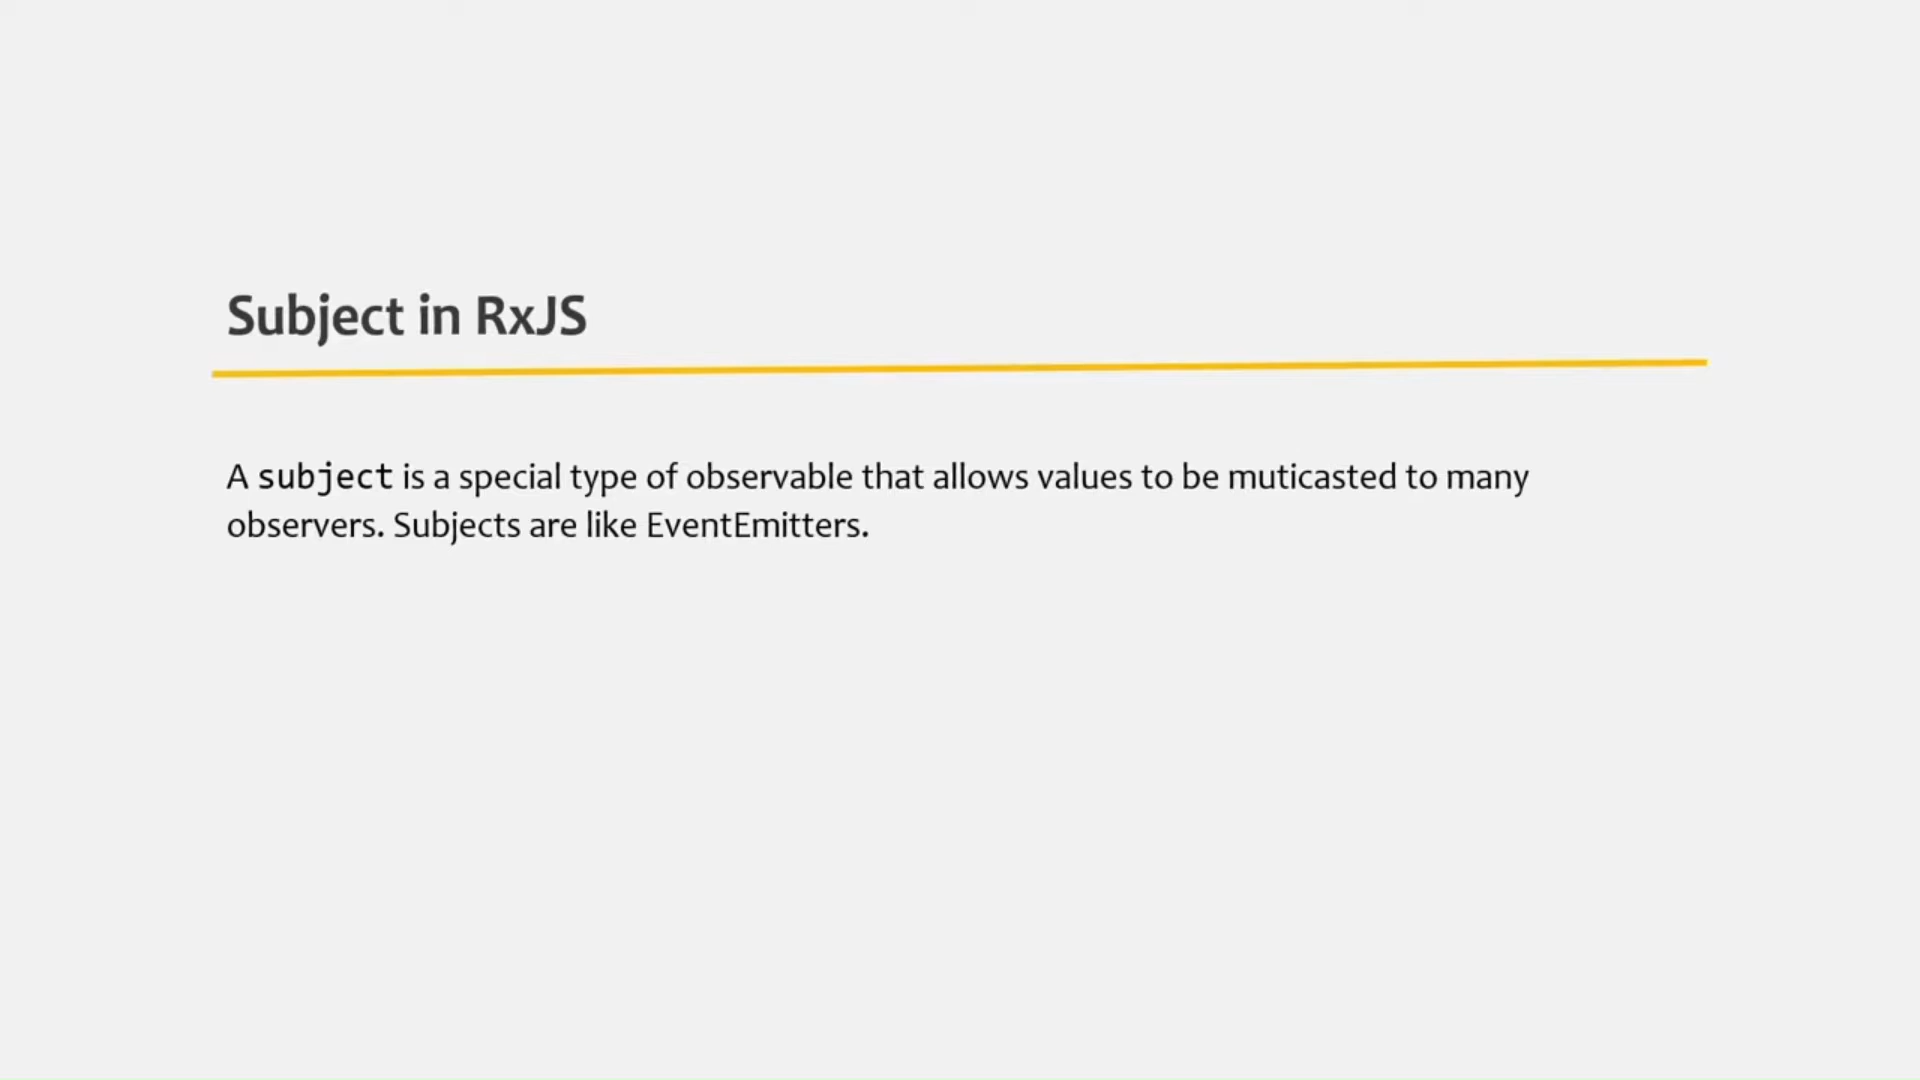 Subject in RxJS
A subject is a special type of observable that allows values to be muticasted to many
observers. Subjects are like EventEmitters.